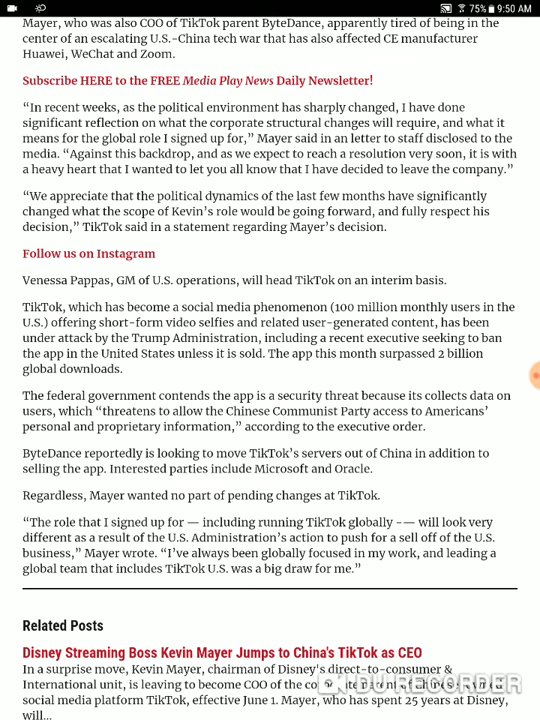 75% 9:50 AM
Mayer, who was also COO of TikTok parent ByteDance, apparently tired of being in the
center of an escalating U.S.-China tech war that has also affected CE manufacturer
Huawei, WeChat and Zoom.
Subscribe HERE to the FREE Media Play News Daily Newsletter!
“In recent weeks, as the political environment has sharply changed, I have done
significant reflection on what the corporate structural changes will require, and what it
means for the global role I signed up for,” Mayer said in an letter to staff disclosed to the
media. “Against this backdrop, and as we expect to reach a resolution very soon, it is with
a heavy heart that I wanted to let you all know that I have decided to leave the company.”
“We appreciate that the political dynamics of the last few months have significantly
changed what the scope of Kevin’s role would be going forward, and fully respect his
decision,” TikTok said in a statement regarding Mayer’s decision.
Follow us on Instagram
Venessa Pappas, GM of U.S. operations, will head TikTok on an interim basis.
TikTok, which has become a social media phenomenon (100 million monthly users in the
U.S.) offering short-form video selfies and related user-generated content, has been
under attack by the Trump Administration, including a recent executive seeking to ban
the app in the United States unless it is sold. The app this month surpassed 2 billion
global downloads.
The federal government contends the app is a security threat because its collects data on
users, which “threatens to allow the Chinese Communist Party access to Americans’
personal and proprietary information,” according to the executive order.
ByteDance reportedly is looking to move TikTok’s servers out of China in addition to
selling the app. Interested parties include Microsoft and Oracle.
Regardless, Mayer wanted no part of pending changes at TikTok.
“The role that I signed up for — including running TikTok globally -— will look very
different as a result of the U.S. Administration’s action to push for a sell off of the U.S.
business,” Mayer wrote. “I’ve always been globally focused in my work, and leading a
global team that includes TikTok U.S. was a big draw for me.”
Related Posts
Disney Streaming Boss Kevin Mayer Jumps to China's TikTok as CEO
In a surprise move, Kevin Mayer, chairman of Disney's direct-to-consumer &
International unit, is leaving to become COO of the
social media platform TikTok, effective June 1. Mayer, who has spent 25 years at Disney,
will...
DU RECORDER